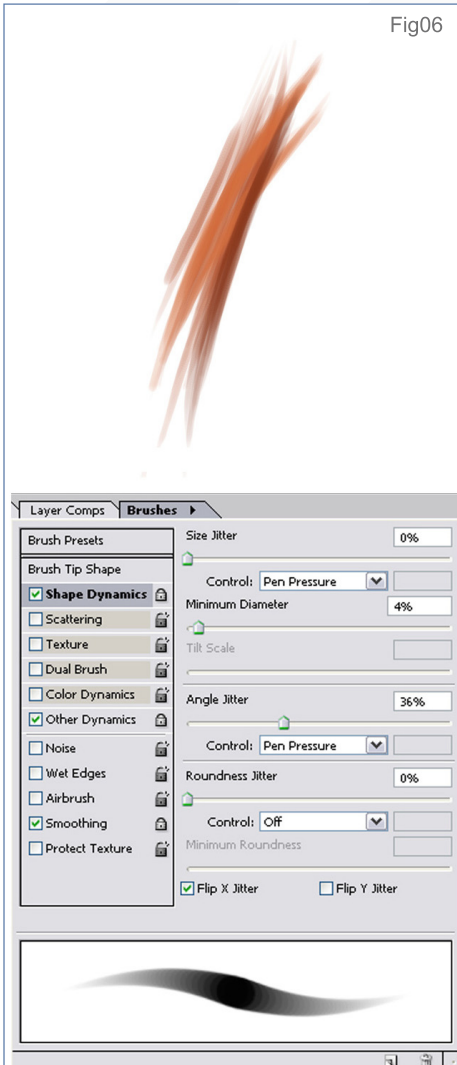 Fig06
Layer Comps Brushes
Brush Presets
Brush Tip Shape
Shape Dynamics
Scattering
Texture
Dual Brush
Color Dynamics
Other Dynamics
Noise
Wet Edges
Airbrush
Smoothing
Protect Texture
Size Jitter 0%
Control: Pen Pressure
Minimum Diameter 4%
Tilt Scale
Angle Jitter 36%
Control: Pen Pressure
Roundness Jitter 0%
Control: Off
Minimum Roundness
Flip X Jitter Flip Y Jitter